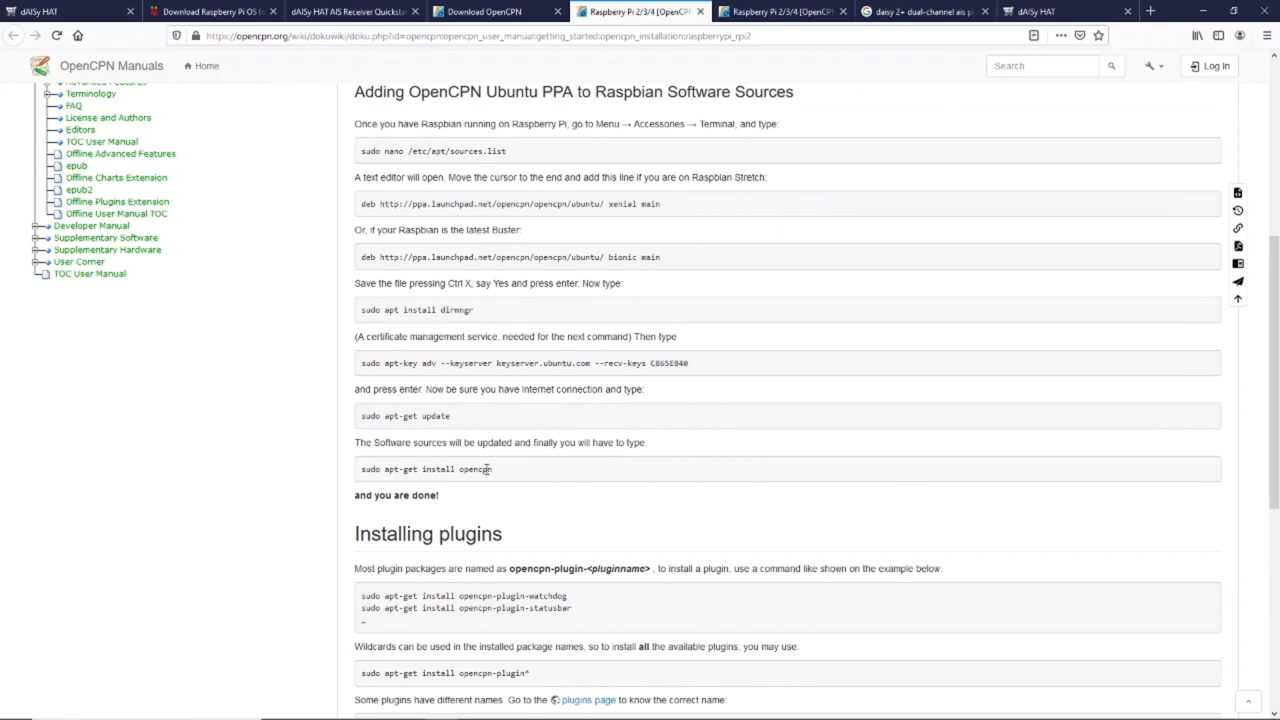 dAISy HAT
Download Raspberry Pi OS fo
dAISy HAT AIS Receiver Quicksta
Download OpenCPN
Raspberry Pi 2/3/4 [OpenCPN
Raspberry Pi 2/3/4 [OpenCPN
daisy 2+ dual-channel ais p
dAISy HAT
https://opencpn.org/wiki/dokuwiki/doku.php?id=opencpn:opencpn_user_manual:getting_started:opencpn_installation:raspberrypi_rpi2
OpenCPN Manuals
Home
Search
Log In
Advanced Features
Terminology
FAQ
License and Authors
Editors
TOC User Manual
Offline Advanced Features
epub
Offline Charts Extension
epub2
Offline Plugins Extension
Offline User Manual TOC
Developer Manual
Supplementary Software
Supplementary Hardware
User Corner
TOC User Manual
Adding OpenCPN Ubuntu PPA to Raspbian Software Sources
Once you have Raspbian running on Raspberry Pi, go to Menu → Accessories → Terminal, and type:
sudo nano /etc/apt/sources.list
A text editor will open. Move the cursor to the end and add this line if you are on Raspbian Stretch:
deb http://ppa.launchpad.net/opencpn/opencpn/ubuntu/ xenial main
Or, if your Raspbian is the latest Buster:
deb http://ppa.launchpad.net/opencpn/opencpn/ubuntu/ bionic main
Save the file pressing Ctrl X, say Yes and press enter. Now type:
sudo apt install dirmngr
(A certificate management service, needed for the next command) Then type
sudo apt-key adv --keyserver keyserver.ubuntu.com --recv-keys C865EB40
and press enter. Now be sure you have Internet connection and type:
sudo apt-get update
The Software sources will be updated and finally you will have to type:
sudo apt-get install opencpn
and you are done!
Installing plugins
Most plugin packages are named as opencpn-plugin-<pluginname> , to install a plugin, use a command like shown on the example below.
sudo apt-get install opencpn-plugin-watchdog
sudo apt-get install opencpn-plugin-statusbar
…
Wildcards can be used in the installed package names, so to install all the available plugins, you may use:
sudo apt-get install opencpn-plugin*
Some plugins have different names. Go to the plugins page to know the correct name: